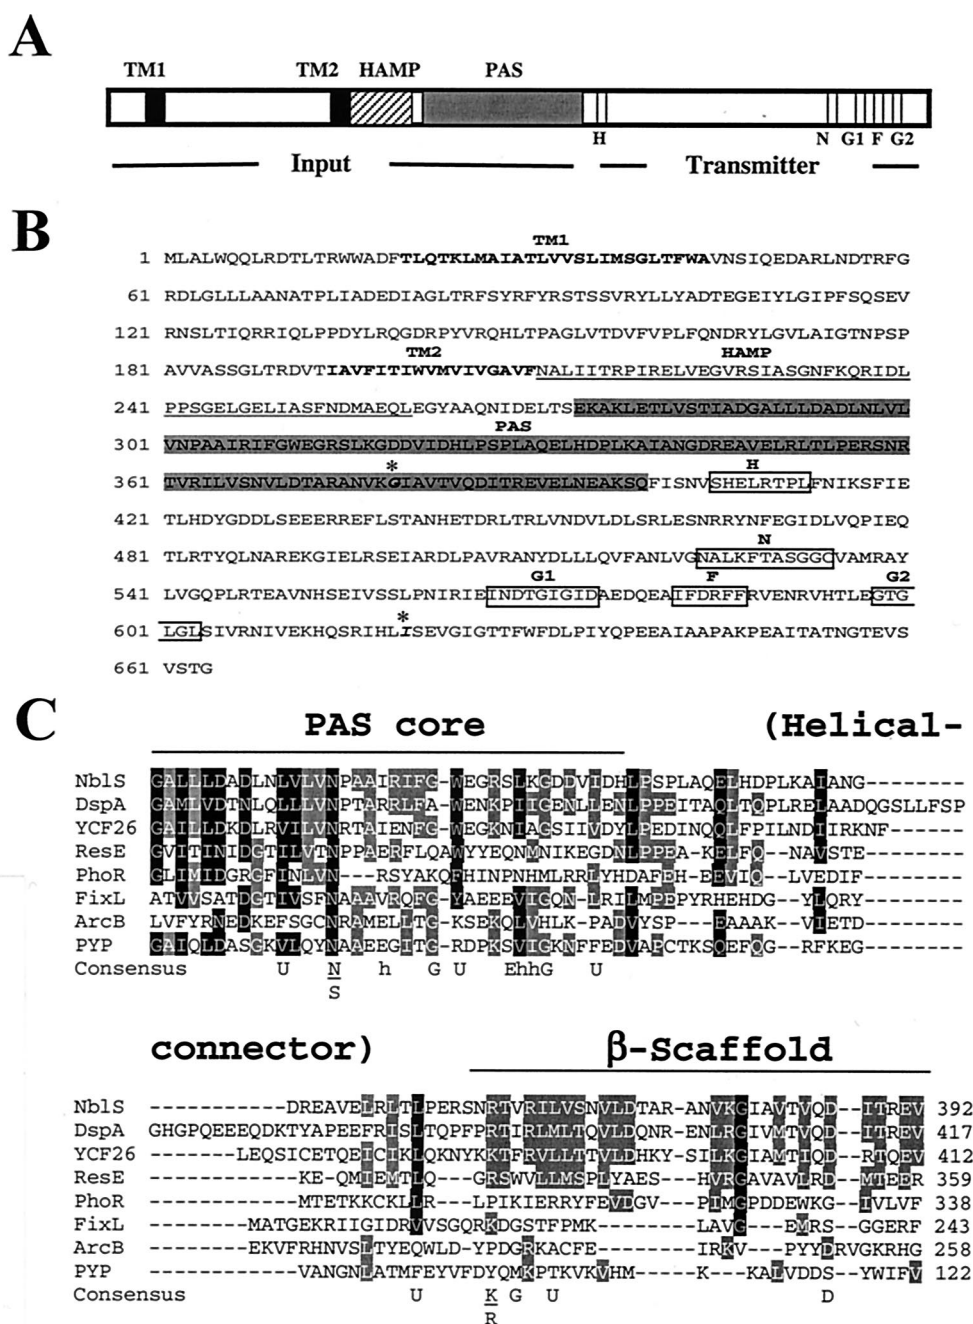 A
TM1 TM2 HAMP PAS
H N G1 F G2
Input Transmitter
B
TM1
1 MLALWQQLRDTLTRWWADFTLQTKLMAIATLVVSLIMSGLTFWAVNSIQEDARLNDTRFG
61 RDLGLLLAANATPLIADEDIAGLTRFSYRFYRSTSSVRYLLYADTEGEIYLGIPFSQSEV
121 RNSLTIQRRIQLPPDYLRQGDRPYVRQHLTPAGLVTDVFVPLFQNDRYLGVLAIGTNPSP
TM2 HAMP
181 AVVASSGLTRDVTIAVFITIWVMVIVGAVFNALIITRPIRELVEGVRSIASGNFKQRIDL
241 PPSGELGELIASFNDMAEQLEGYAAQNIDELTSEKAKLETLVSTIADGALLLDADLNLVL
PAS
301 VNPAAIRIFGWEGRSLKGDDVIDHLPSPLAQELHDPLKAIANGDREAVELRLTLPERSNR
* H
361 TVRILVSNVLDTARANVKGIAVTVQDITREVELNEAKSQFISNVSHELRTPLFNIKSFIE
421 TLHDYGDDLSEEERREFLSTANHETDRLTRLVNDVLDLSRLESNRRYNFEGIDLVQPIEQ
N
481 TLRTYQLNAREKGIELRSEIARDLPAVRANYDLLLQVFANLVGNALKFTASGGCVAMRAY
G1 F G2
541 LVGQPLRTEAVNHSEIVSSLPNIRIEINDTGIGIDAEDQEAIFDRFFRVENRVHTLEGTG
*
601 LGLSIVRNIVEKHQSRIHLISEVGIGTTFWFDLPIYQPEEAIAAPAKPEAITATNGTEVS
661 VSTG
C
PAS core (Helical-
NblS GALLLDADLNLVLVNPAAIRIFG-WEGRSLKGDDVIDHLPSPLAQELHDPLKAIANG--------
DspA GAMLVDTNLQLLLVNPTARRLFA-WENKPIIGENLLENLPPEITAQLTQPLRELAADQGSLLFSP
YCF26 GAILLDKDLRVILVNRTAIENFG-WEGKNIAGSIIVDYLPEDINQQLFPILNDIIRKNF------
ResE GVITINIDGTILVTNPPAERFLQAWYYEQNMNIKEGDNLPPEA-KELFQ--NAVSTE--------
PhoR GLIMIDGRGFINLVN---RSYAKQFHINPNHMLRRLYHDAFEH-EEVIQ--LVEDIF--------
FixL ATVVSATDGTIVSFNAAAVRQFG-YAEEEVIGQN-LRILMPEPYRHEHDG--YLQRY--------
ArcB LVFYRNEDKEFSGCNRAMELLTG-KSEKQLVHLK-PADVYSP---EAAAK--VIETD--------
PYP GAIQLDASGKVLQYNAAEEGITG-RDPKSVIGKNFFEDVAPCTKSQEFQG--RFKEG--------
Consensus U N h G U EhhG U
S
connector) β-Scaffold
NblS -----------DREAVELRLTLPERSNRTVRILVSNVLDTAR-ANVKGIAVTVQD--ITREV 392
DspA GHGPQEEEQDKTYAPEEFRISLTQPFPRTIRLMLTQVLDQNR-ENLRGIVMTVQD--ITREV 417
YCF26 -------LEQSICETQEICIKLQKNYKKTFRVLLTTVLDHKY-SILKGIAMTIQD--RTQEV 412
ResE ------------KE-QMIEMTLQ---GRSWVLLMSPLYAES--HVRGAVAVLRD--MTEER 359
PhoR ----------MTETKKCKLLR---LPIKIERRYFEVDGV---PIMGPDDEWKG--IVLVF 338
FixL --------MATGEKRIIGIDRVVSGQRKDGSTFPMK------LAVG---EMRS--GGERF 243
ArcB --------EKVFRHNVSLTYEQWLD-YPDGRKACFE------IRKV---PYYDRVGKRHG 258
PYP ------------VANGNLATMFEYVFDYQMKPTKVKVHM-----K---KALVDDS--YWIFV 122
Consensus U K G U D
R